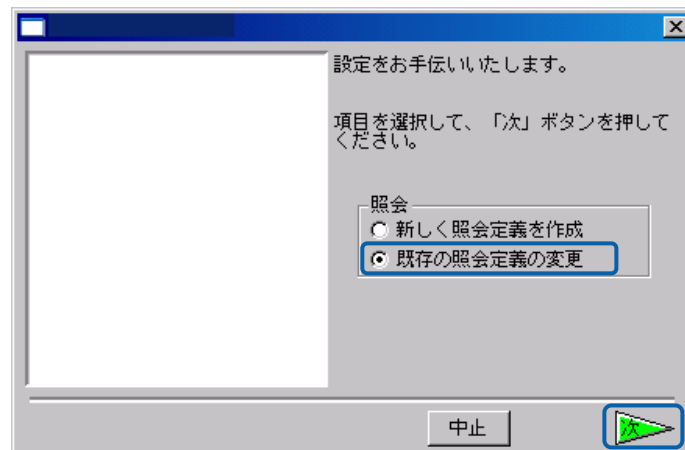 設定をお手伝いいたします。
項目を選択して、「次」ボタンを押して
ください。
照会
新しく照会定義を作成
既存の照会定義の変更
中止
次